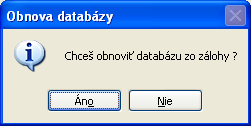 Obnova databázy
Chceš obnoviť databázu zo zálohy ?
Áno
Nie